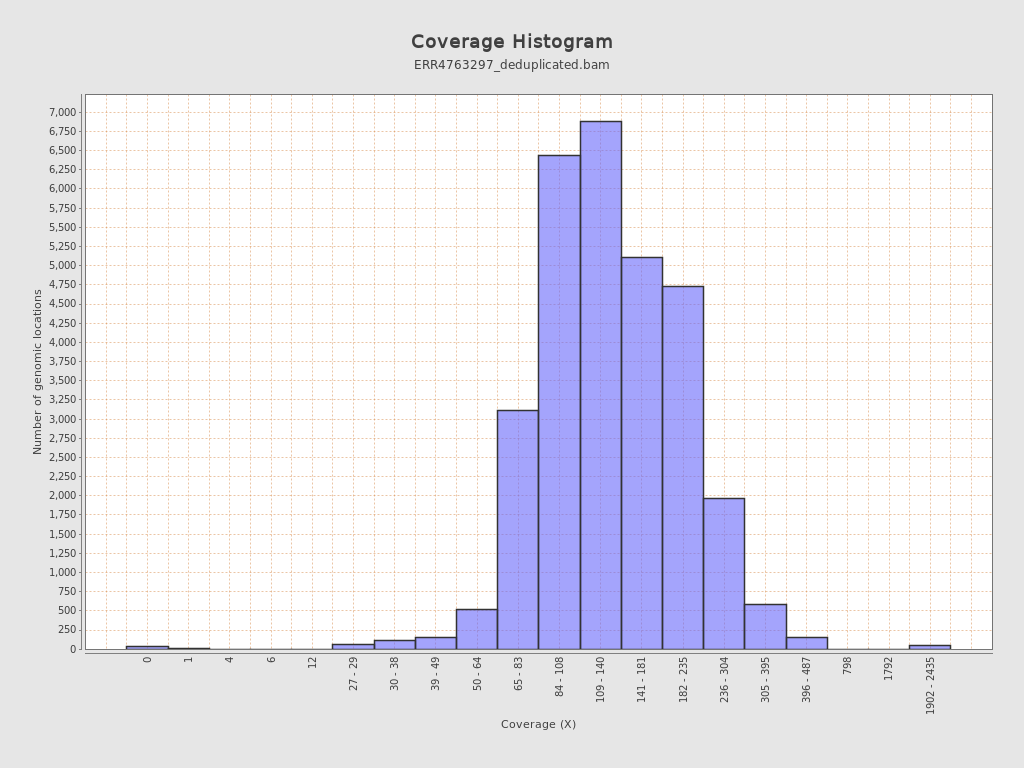 Coverage Histogram
ERR4763297_deduplicated.bam
Number of genomic locations
7,000
6,750
6,500
6,250
6,000
5,750
5,500
5,250
5,000
4,750
4,500
4,250
4,000
3,750
3,500
3,250
3,000
2,750
2,500
2,250
2,000
1,750
1,500
1,250
1,000
750
500
250
0
0
1
4
6
12
27 - 29
30 - 38
39 - 49
50 - 64
65 - 83
84 - 108
109 - 140
141 - 181
182 - 235
236 - 304
305 - 395
396 - 487
798
1792
1902 - 2435
Coverage (X)